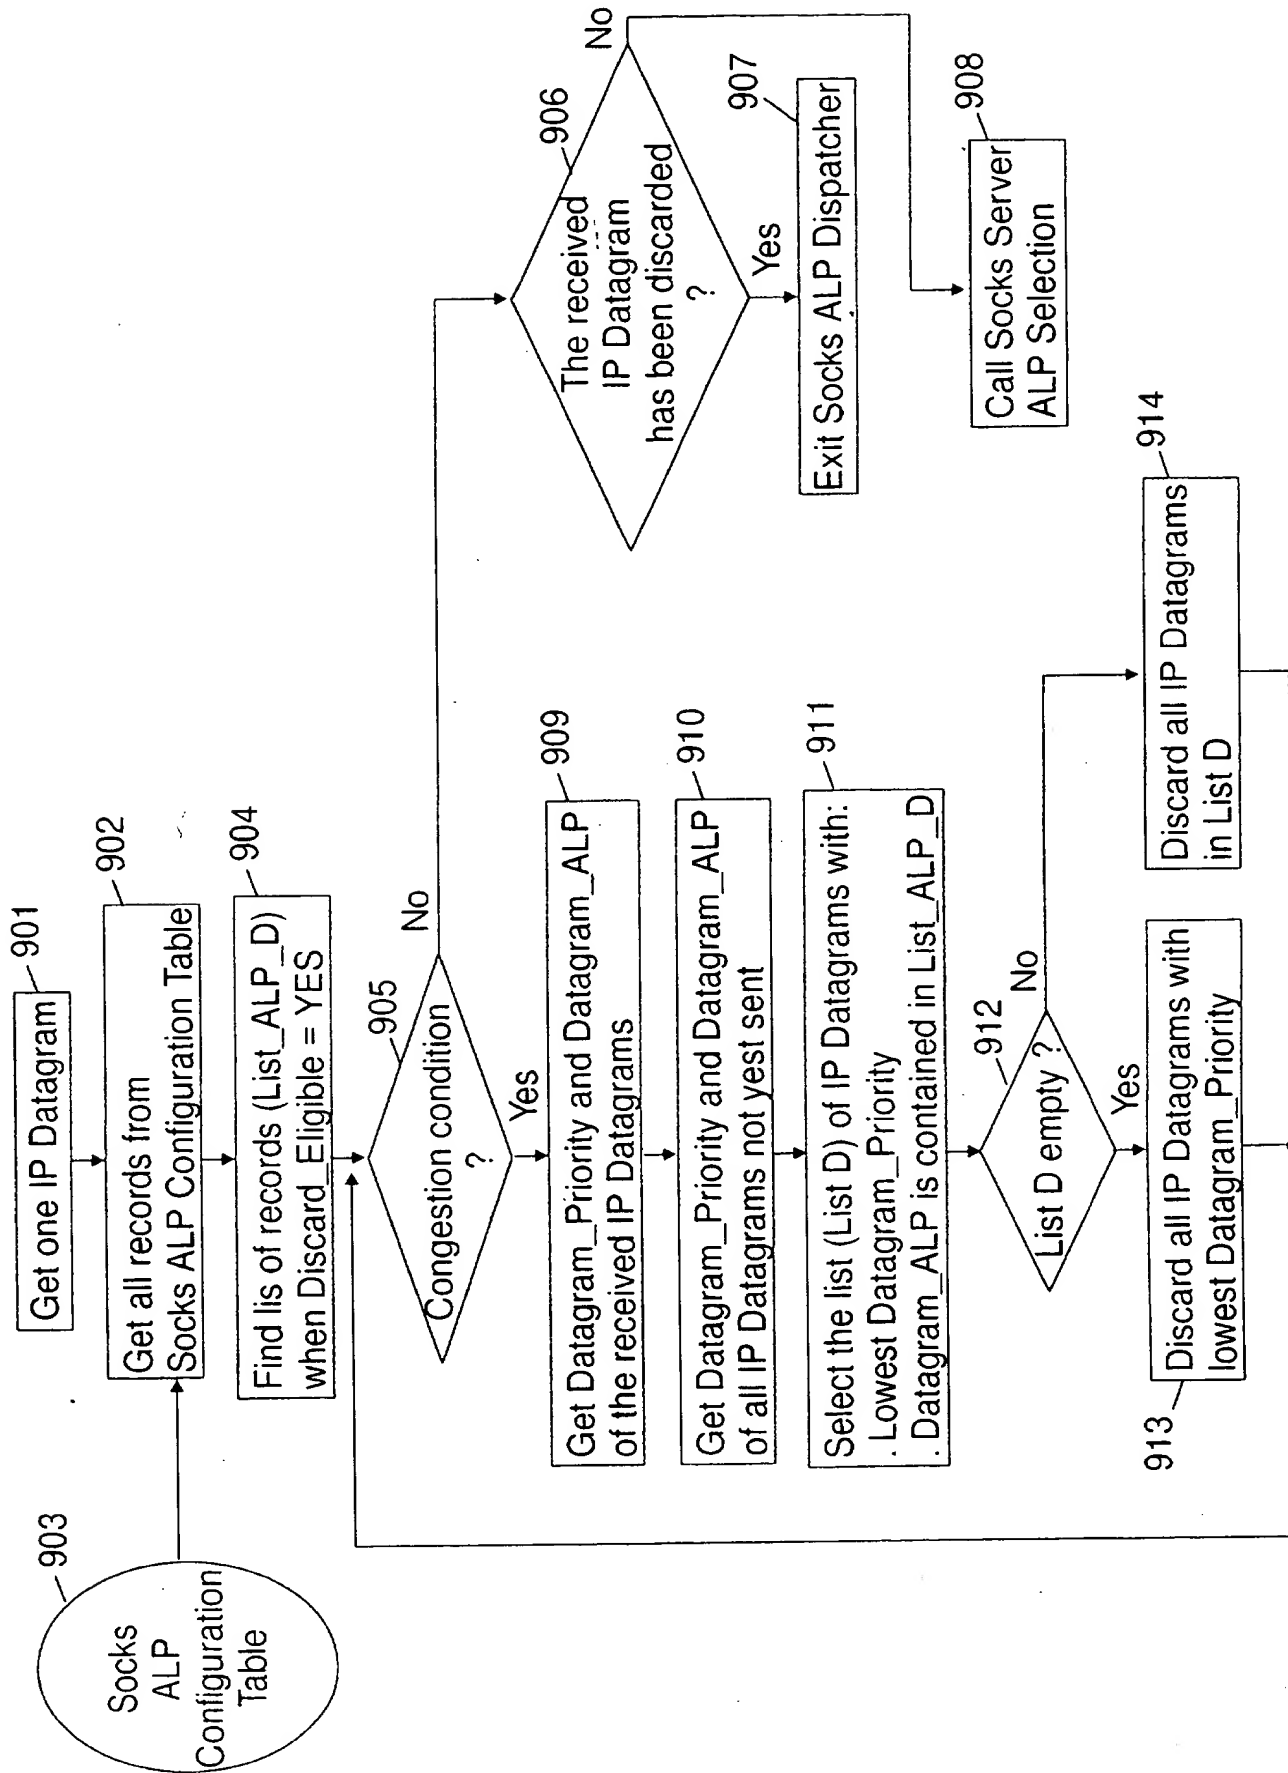 901
Get one IP Datagram
902
Get all records from
Socks ALP Configuration Table
903
Socks
ALP
Configuration
Table
904
Find lis of records (List_ALP_D)
when Discard_Eligible = YES
905
Congestion condition
?
No
Yes
906
The received
IP Datagram
has been discarded
?
No
Yes
907
Exit Socks ALP Dispatcher
908
Call Socks Server
ALP Selection
909
Get Datagram_Priority and Datagram_ALP
of the received IP Datagrams
910
Get Datagram_Priority and Datagram_ALP
of all IP Datagrams not yest sent
911
Select the list (List D) of IP Datagrams with:
. Lowest Datagram_Priority
. Datagram_ALP is contained in List_ALP_D
912
List D empty ?
No
Yes
913
Discard all IP Datagrams with
lowest Datagram_Priority
914
Discard all IP Datagrams
in List D